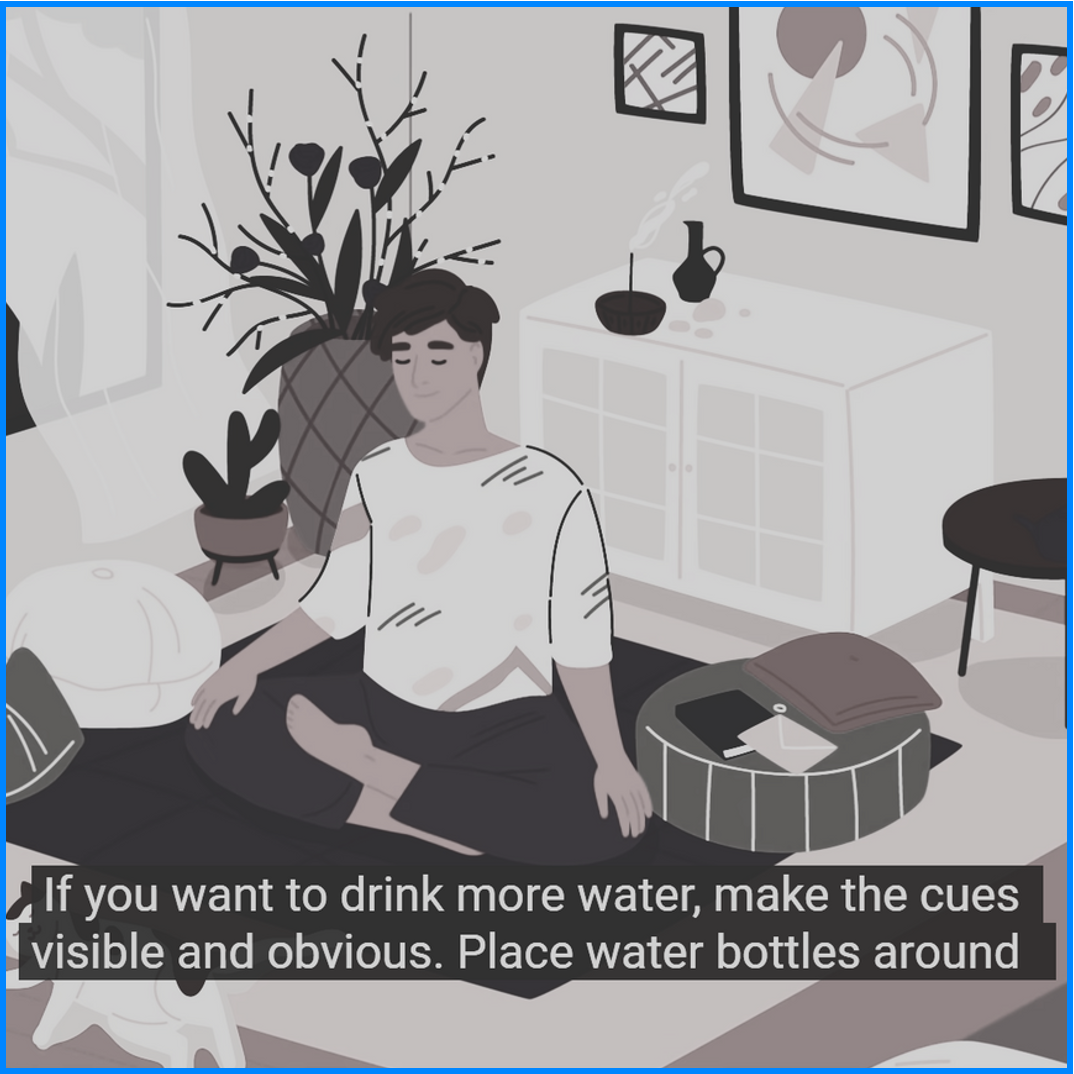 If you want to drink more water, make the cues
visible and obvious. Place water bottles around